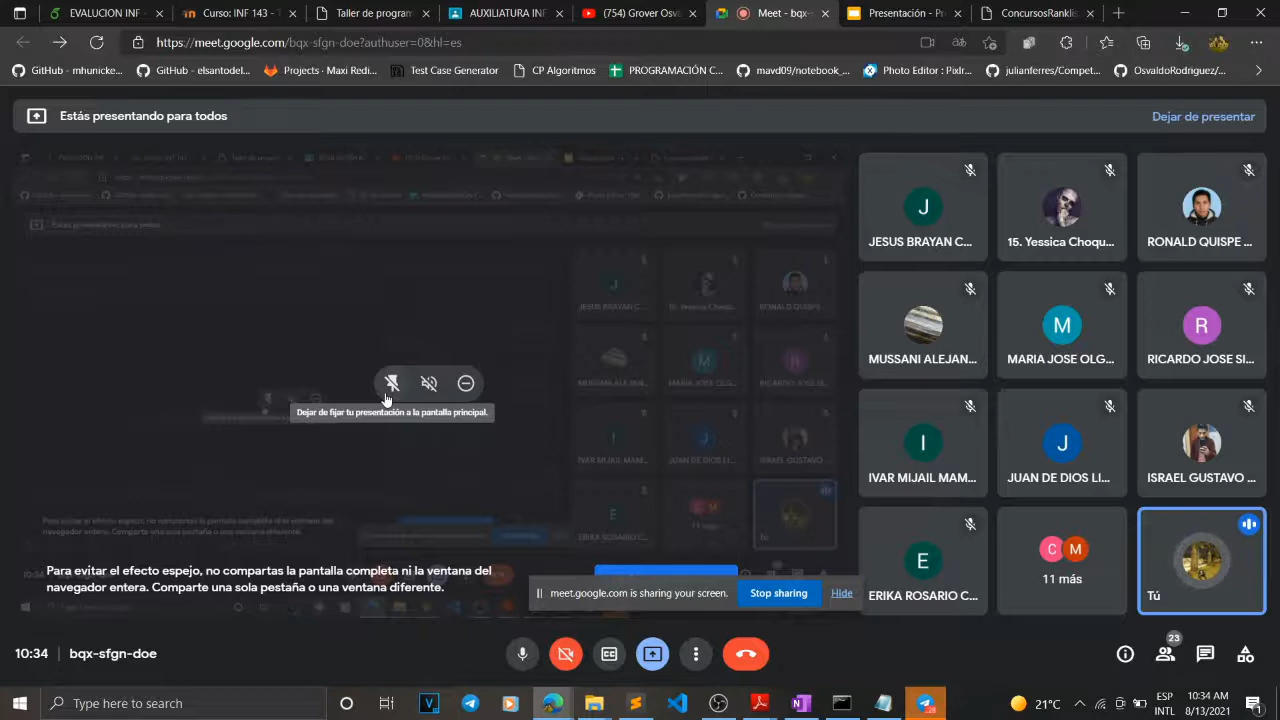 EVALUCION INF -
Curso: INF 143 - T
Taller de program
AUXILIATURA INF
(754) Grover Osva
Meet - bqx-
Presentación - Pr
ConcursosRanklis
https://meet.google.com/bqx-sfgn-doe?authuser=0&hl=es
GitHub - mhunicke...
GitHub - elsantodel...
Projects · Maxi Redi...
Test Case Generator
CP Algoritmos
PROGRAMACIÓN C...
mavd09/notebook_...
Photo Editor : Pixlr...
julianferres/Compet...
OsvaldoRodriguez/...
Estás presentando para todos
Dejar de presentar
JESUS BRAYAN C...
15. Yessica Choqu...
RONALD QUISPE ...
MUSSANI ALEJAN...
MARIA JOSE OLG...
RICARDO JOSE SI...
Dejar de fijar tu presentación a la pantalla principal.
IVAR MIJAIL MAM...
JUAN DE DIOS LI...
ISRAEL GUSTAVO ...
Para evitar el efecto espejo, no compartas la pantalla completa ni la ventana del
navegador entera. Comparte una sola pestaña o una ventana diferente.
meet.google.com is sharing your screen.
Stop sharing
Hide
ERIKA ROSARIO C...
C M
11 más
Tú
10:34 | bqx-sfgn-doe
23
Type here to search
21°C
ESP
INTL
10:34 AM
8/13/2021